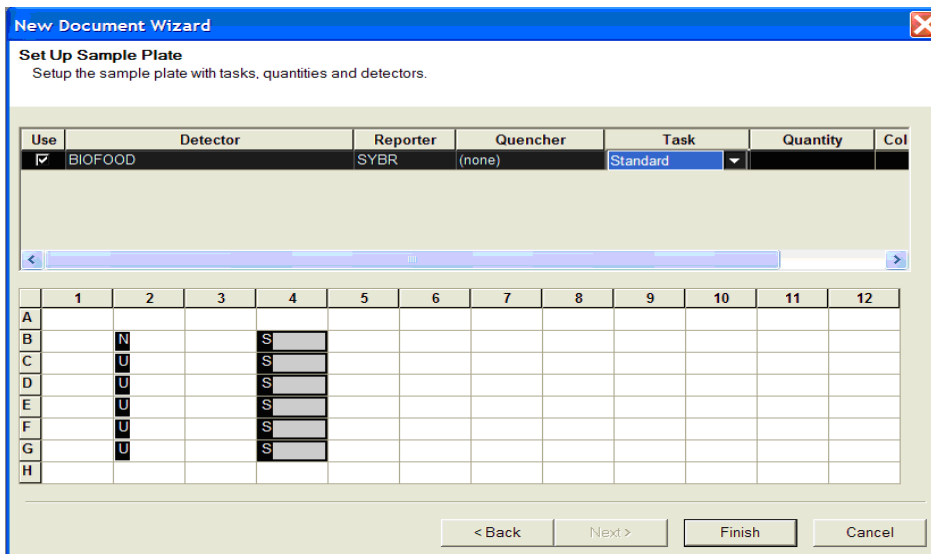 New Document Wizard
Set Up Sample Plate
Setup the sample plate with tasks, quantities and detectors.
Use Detector Reporter Quencher Task Quantity Col
BIOFOOD SYBR (none) Standard
1 2 3 4 5 6 7 8 9 10 11 12
A
B N S
C U S
D U S
E U S
F U S
G U S
H
< Back Next > Finish Cancel